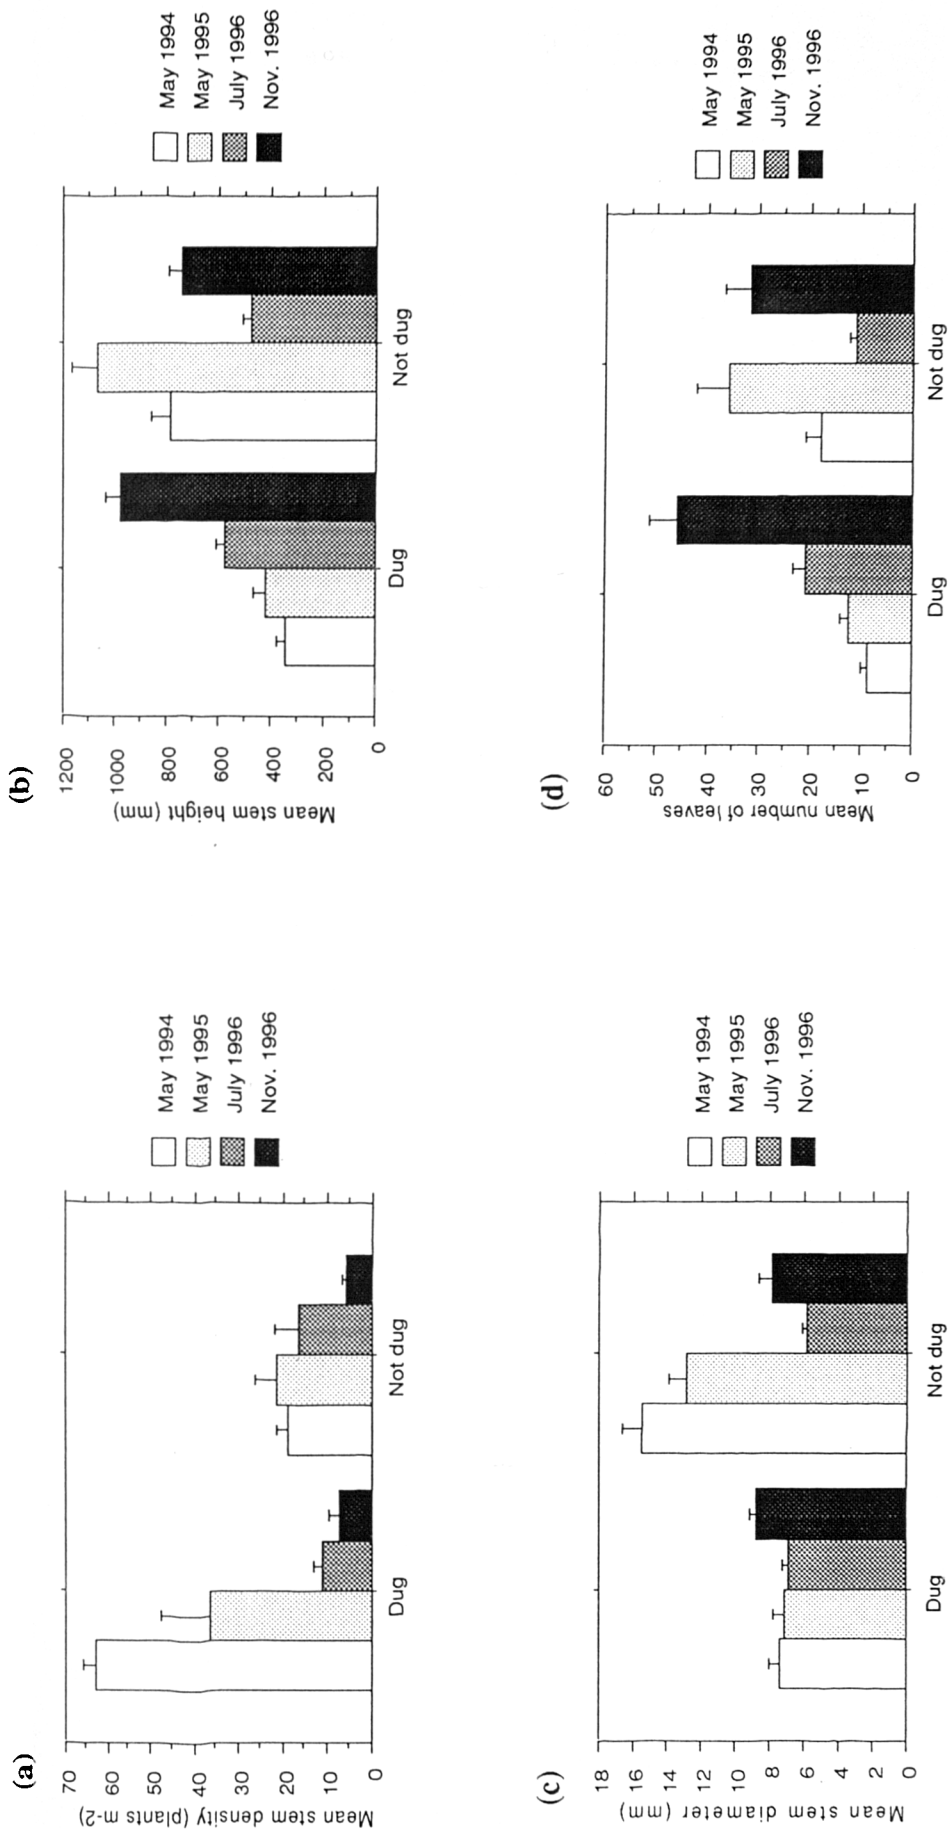 (a)
Mean stem density (plants m-2)
70
60
50
40
30
20
10
0
Dug
Not dug
May 1994
May 1995
July 1996
Nov. 1996
(b)
Mean stem height (mm)
1200
1000
800
600
400
200
0
Dug
Not dug
May 1994
May 1995
July 1996
Nov. 1996
(c)
Mean stem diameter (mm)
18
16
14
12
10
8
6
4
2
0
Dug
Not dug
May 1994
May 1995
July 1996
Nov. 1996
(d)
Mean number of leaves
60
50
40
30
20
10
0
Dug
Not dug
May 1994
May 1995
July 1996
Nov. 1996